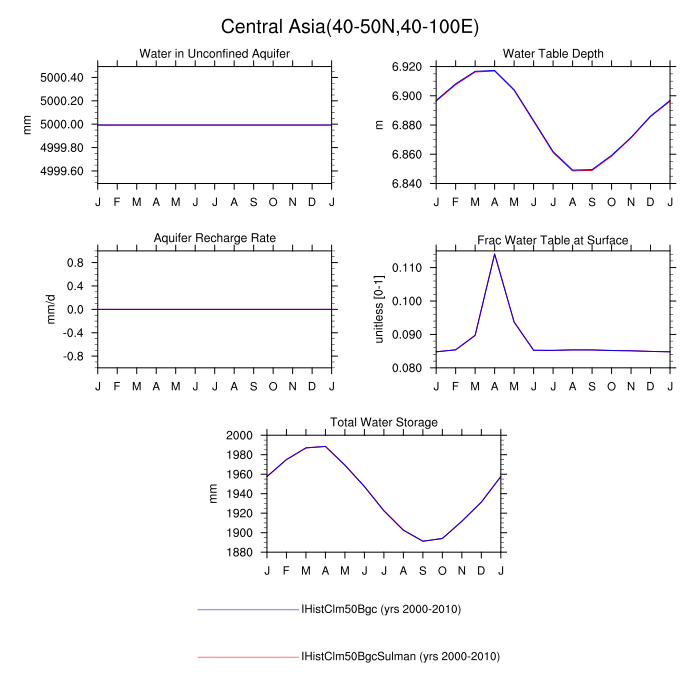 Central Asia(40-50N,40-100E)
Water in Unconfined Aquifer
mm
5000.40
5000.20
5000.00
4999.80
4999.60
J F M A M J J A S O N D J
Water Table Depth
m
6.920
6.900
6.880
6.860
6.840
J F M A M J J A S O N D J
Aquifer Recharge Rate
mm/d
0.8
0.4
0.0
-0.4
-0.8
J F M A M J J A S O N D J
Frac Water Table at Surface
unitless [0-1]
0.110
0.100
0.090
0.080
J F M A M J J A S O N D J
Total Water Storage
mm
2000
1980
1960
1940
1920
1900
1880
J F M A M J J A S O N D J
IHistClm50Bgc (yrs 2000-2010)
IHistClm50BgcSulman (yrs 2000-2010)